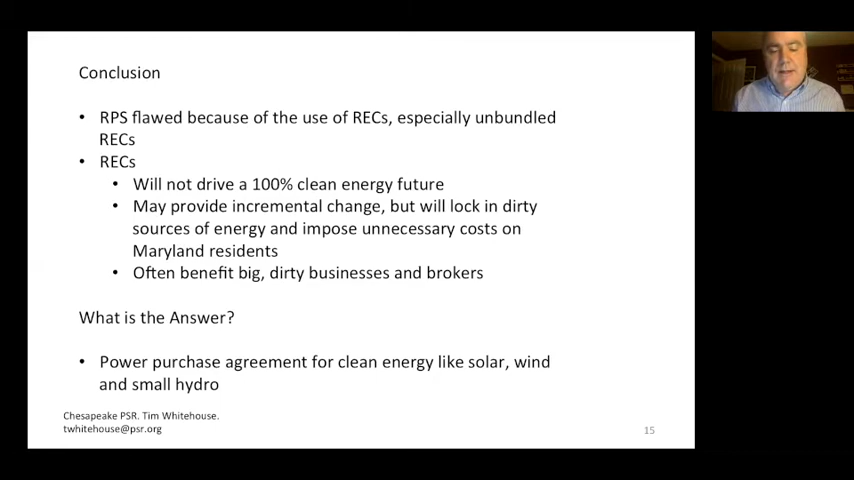 Conclusion
• RPS flawed because of the use of RECs, especially unbundled
RECs
• RECs
• Will not drive a 100% clean energy future
• May provide incremental change, but will lock in dirty
sources of energy and impose unnecessary costs on
Maryland residents
• Often benefit big, dirty businesses and brokers
What is the Answer?
• Power purchase agreement for clean energy like solar, wind
and small hydro
Chesapeake PSR. Tim Whitehouse.
twhitehouse@psr.org
15